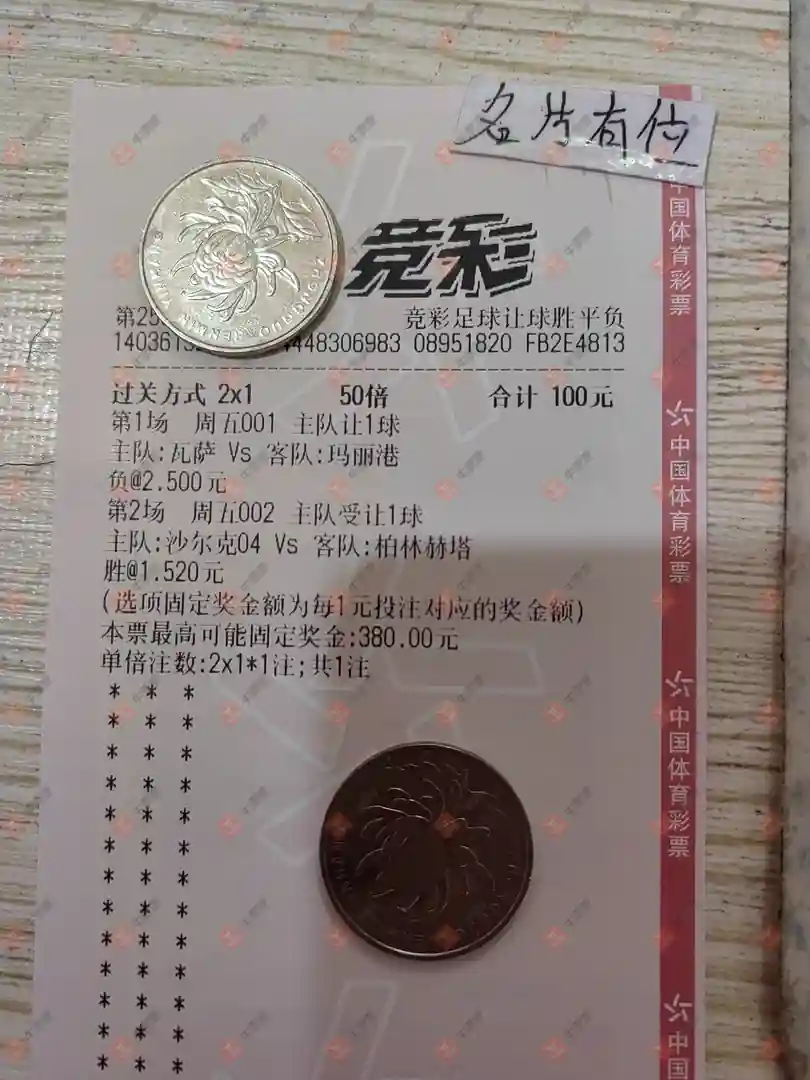 名片有位
竞彩
第25 竞彩足球让球胜平负
1403613 448306983 08951820 FB2E4813
过关方式 2x1 50倍 合计 100元
第1场 周五001 主队让1球
主队:瓦萨 Vs 客队:玛丽港
负@2.500元
第2场 周五002 主队受让1球
主队:沙尔克04 Vs 客队:柏林赫塔
胜@1.520元
(选项固定奖金额为每1元投注对应的奖金额)
本票最高可能固定奖金:380.00元
单倍注数:2x1*1注;共1注
* * *
* * *
* * *
* * *
* * *
* * *
* * *
* * *
* * *
* * *
* * *
* * *
* * *
中国体育彩票
中国体育彩票
中国体育彩票
中国